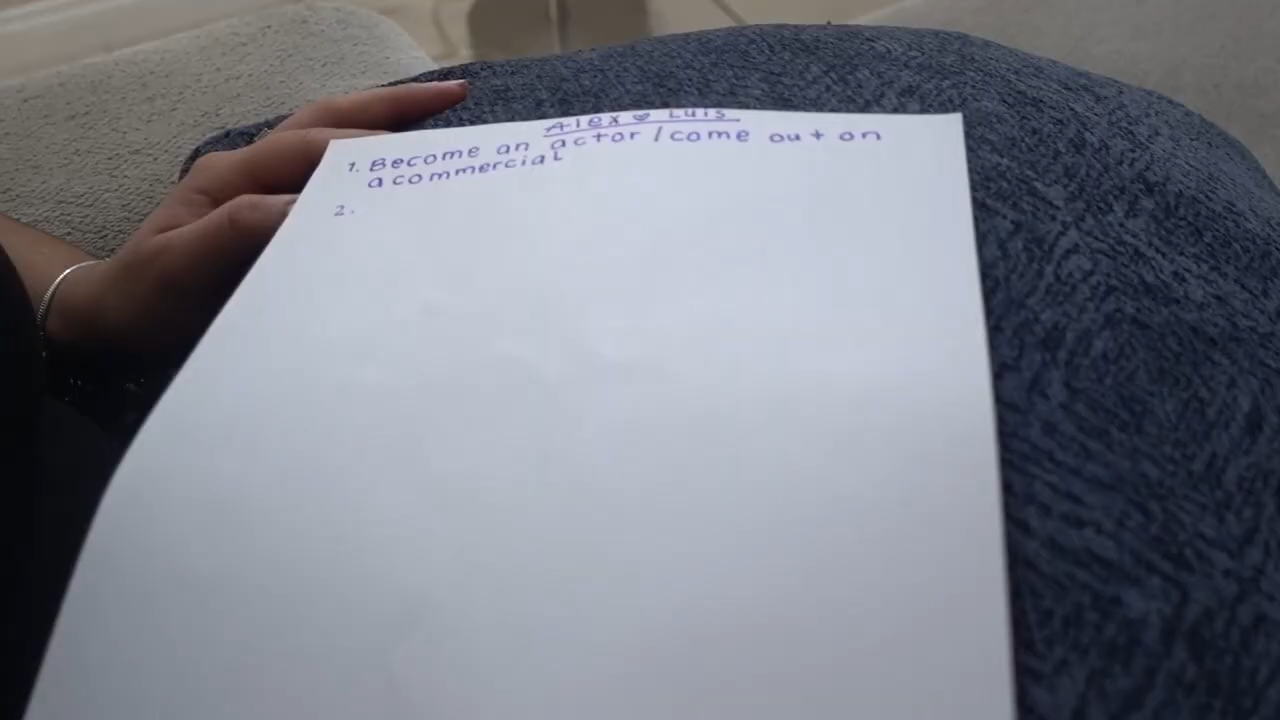 Alex ♥ Luis
1. Become an actor / come out on
a commercial
2.